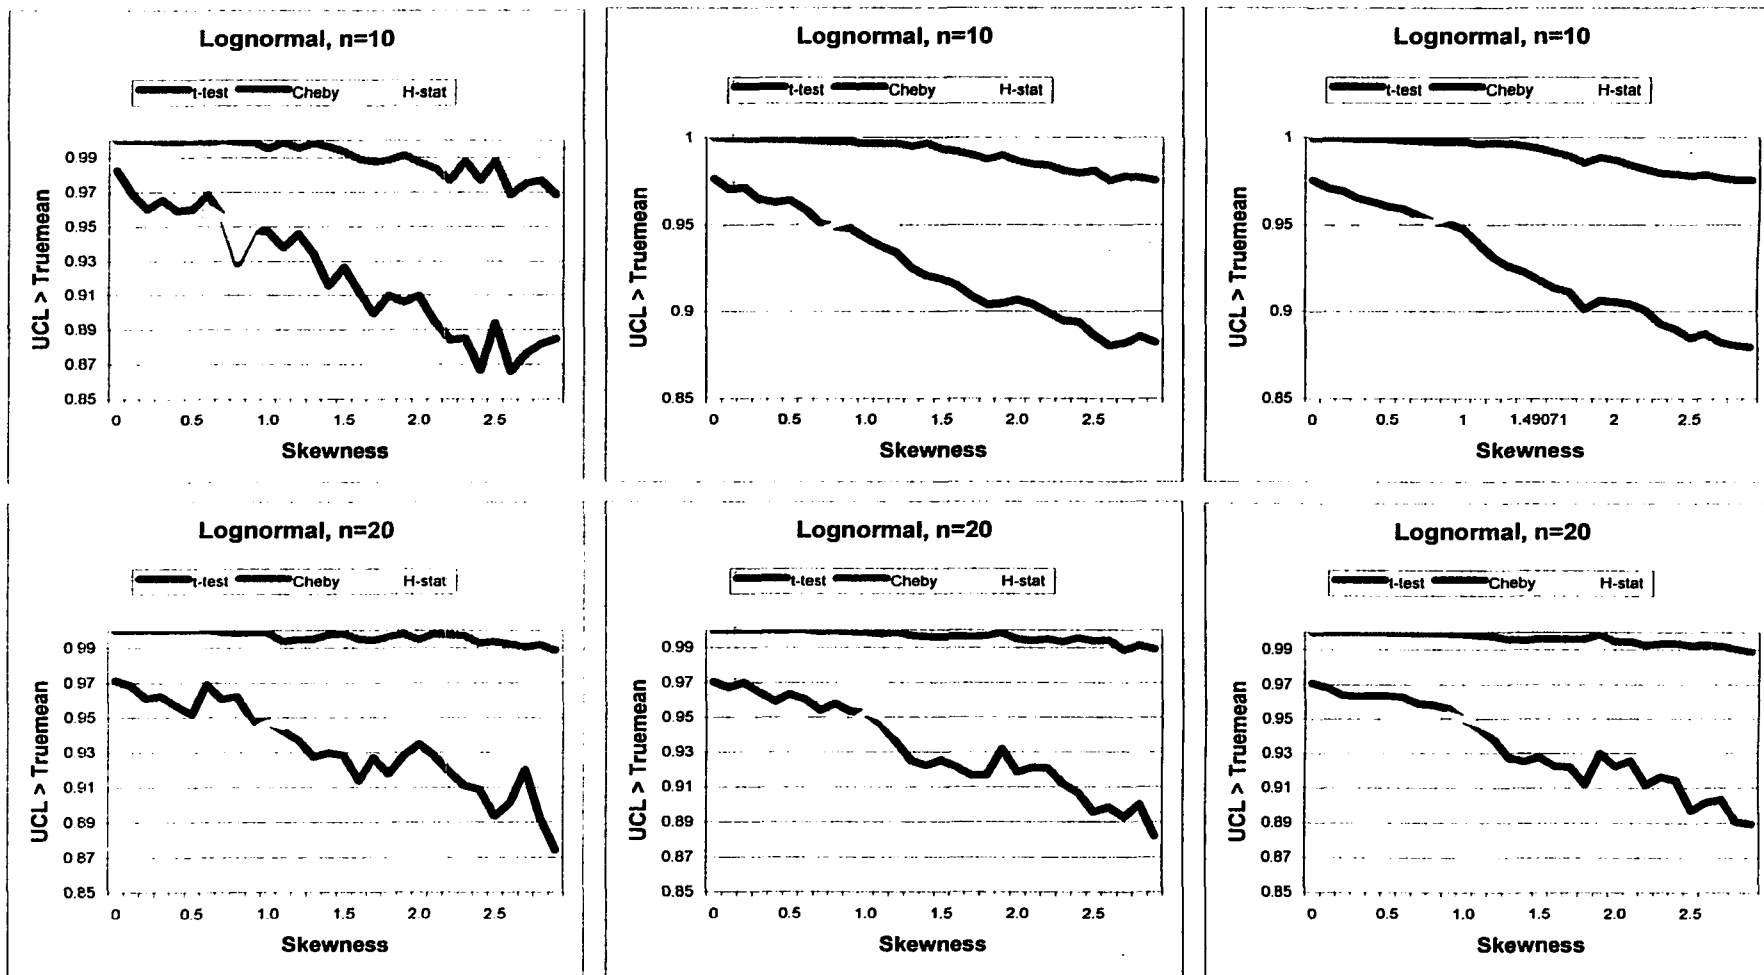 Lognormal, n=10
t-test Cheby H-stat
UCL > Truemean
0.99
0.97
0.95
0.93
0.91
0.89
0.87
0.85
0 0.5 1.0 1.5 2.0 2.5
Skewness
Lognormal, n=10
t-test Cheby H-stat
UCL > Truemean
1
0.95
0.9
0.85
0 0.5 1.0 1.5 2.0 2.5
Skewness
Lognormal, n=10
t-test Cheby H-stat
UCL > Truemean
1
0.95
0.9
0.85
0 0.5 1 1.49071 2 2.5
Skewness
Lognormal, n=20
t-test Cheby H-stat
UCL > Truemean
0.99
0.97
0.95
0.93
0.91
0.89
0.87
0.85
0 0.5 1.0 1.5 2.0 2.5
Skewness
Lognormal, n=20
t-test Cheby H-stat
UCL > Truemean
0.99
0.97
0.95
0.93
0.91
0.89
0.87
0.85
0 0.5 1.0 1.5 2.0 2.5
Skewness
Lognormal, n=20
t-test Cheby H-stat
UCL > Truemean
0.99
0.97
0.95
0.93
0.91
0.89
0.87
0.85
0 0.5 1.0 1.5 2.0 2.5
Skewness